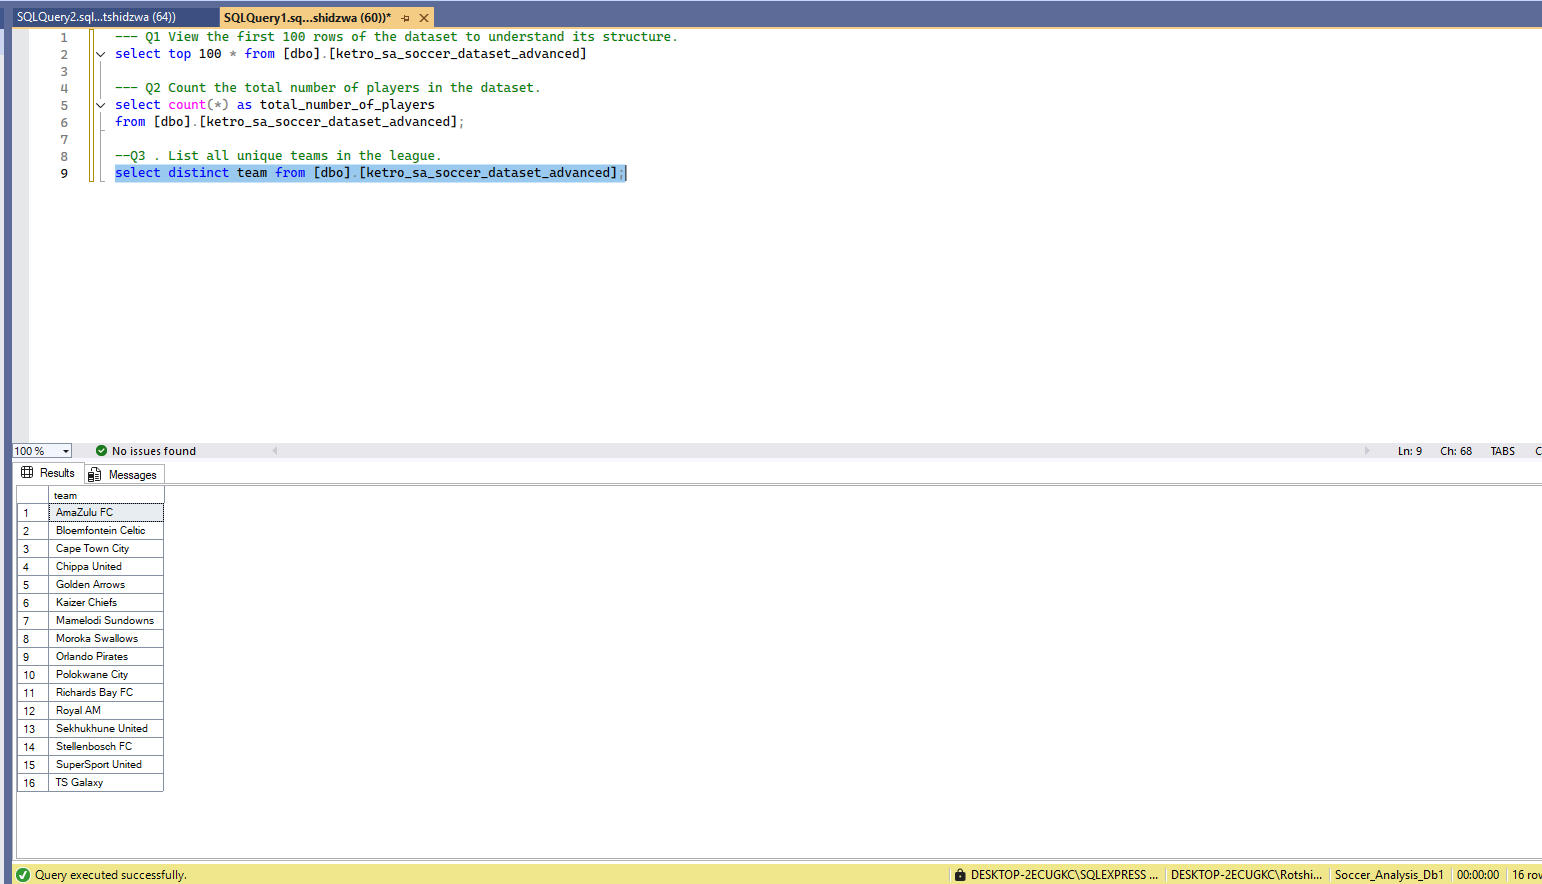 SQLQuery2.sql...tshidzwa (64))
SQLQuery1.sq...shidzwa (60))*
1 --- Q1 View the first 100 rows of the dataset to understand its structure.
2 select top 100 * from [dbo].[ketro_sa_soccer_dataset_advanced]
3
4 --- Q2 Count the total number of players in the dataset.
5 select count(*) as total_number_of_players
6 from [dbo].[ketro_sa_soccer_dataset_advanced];
7
8 --Q3 . List all unique teams in the league.
9 select distinct team from [dbo].[ketro_sa_soccer_dataset_advanced];
100 % No issues found Ln: 9 Ch: 68 TABS C
Results Messages
team
1 AmaZulu FC
2 Bloemfontein Celtic
3 Cape Town City
4 Chippa United
5 Golden Arrows
6 Kaizer Chiefs
7 Mamelodi Sundowns
8 Moroka Swallows
9 Orlando Pirates
10 Polokwane City
11 Richards Bay FC
12 Royal AM
13 Sekhukhune United
14 Stellenbosch FC
15 SuperSport United
16 TS Galaxy
Query executed successfully. DESKTOP-2ECUGKC\SQLEXPRESS ... DESKTOP-2ECUGKC\Rotshi... Soccer_Analysis_Db1 00:00:00 16 rov